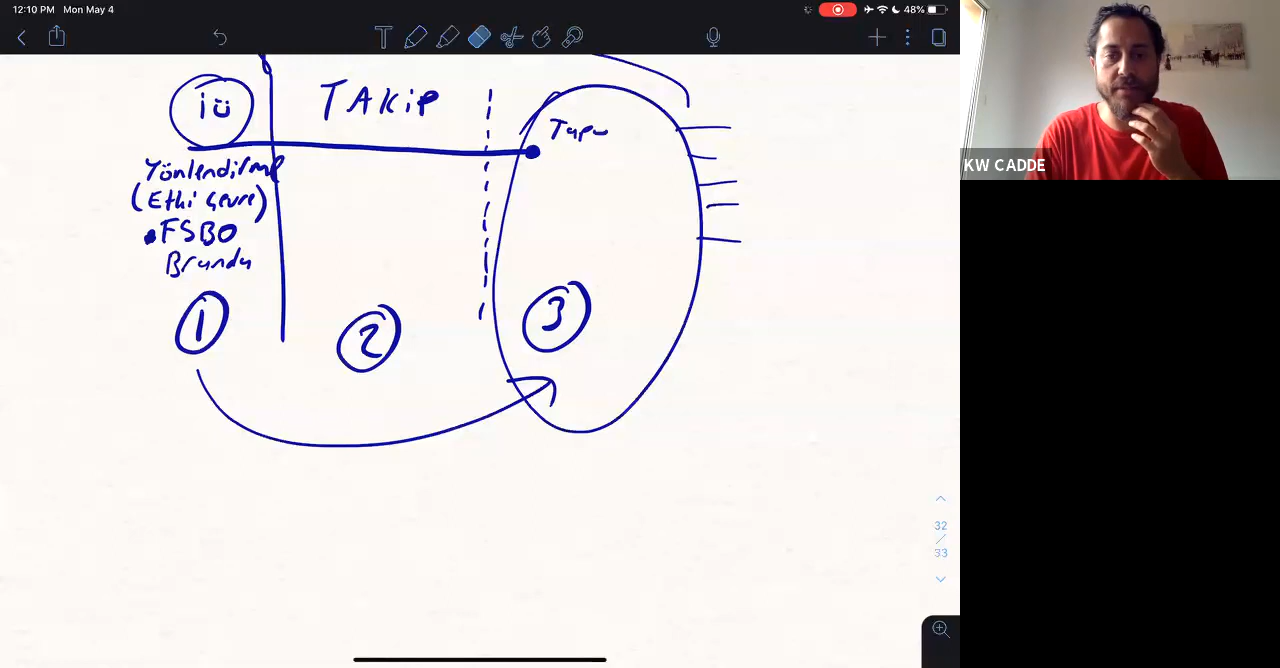 12:10 PM Mon May 4
48%
İÜ
TAKİP
Tapu
Yönlendirme
(Etki Çevre)
• FSBO
Branda
1
2
3
KW CADDE
32
/
33